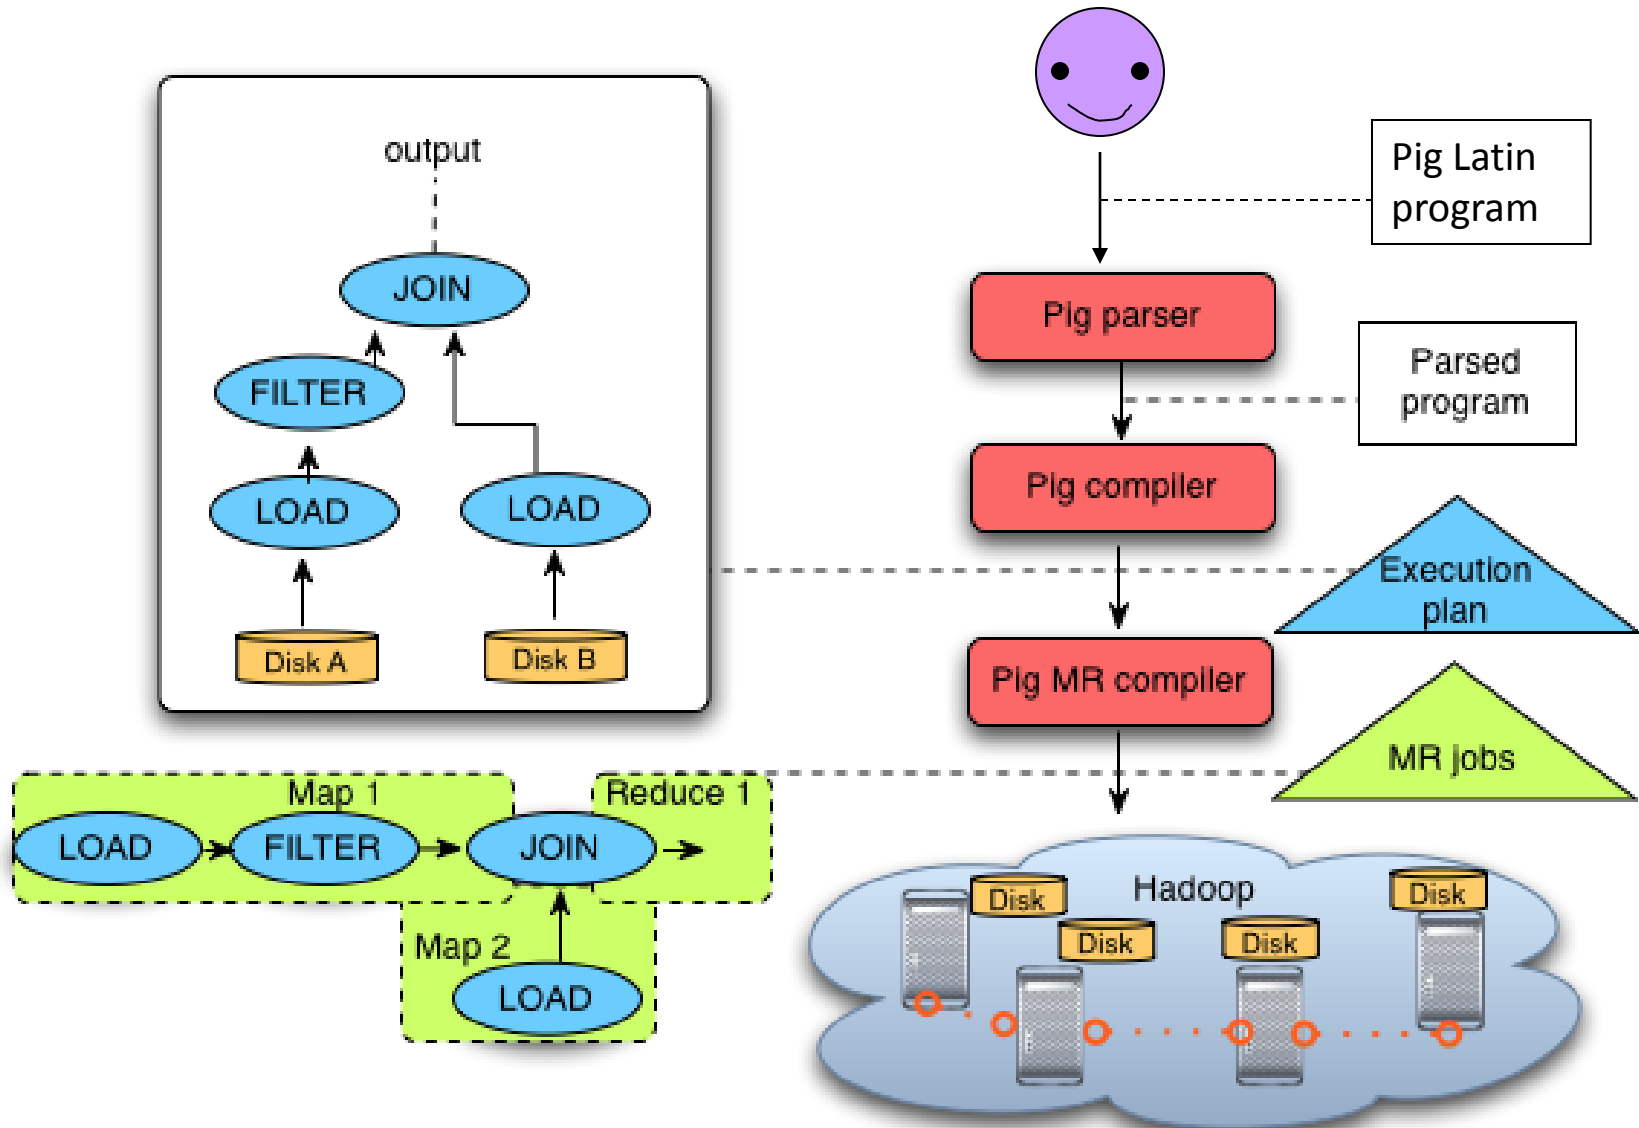 output
JOIN
FILTER
LOAD
LOAD
Disk A
Disk B
Pig Latin
program
Pig parser
Parsed
program
Pig compiler
Execution
plan
Pig MR compiler
MR jobs
Map 1
Reduce 1
LOAD
FILTER
JOIN
Map 2
LOAD
Hadoop
Disk
Disk
Disk
Disk